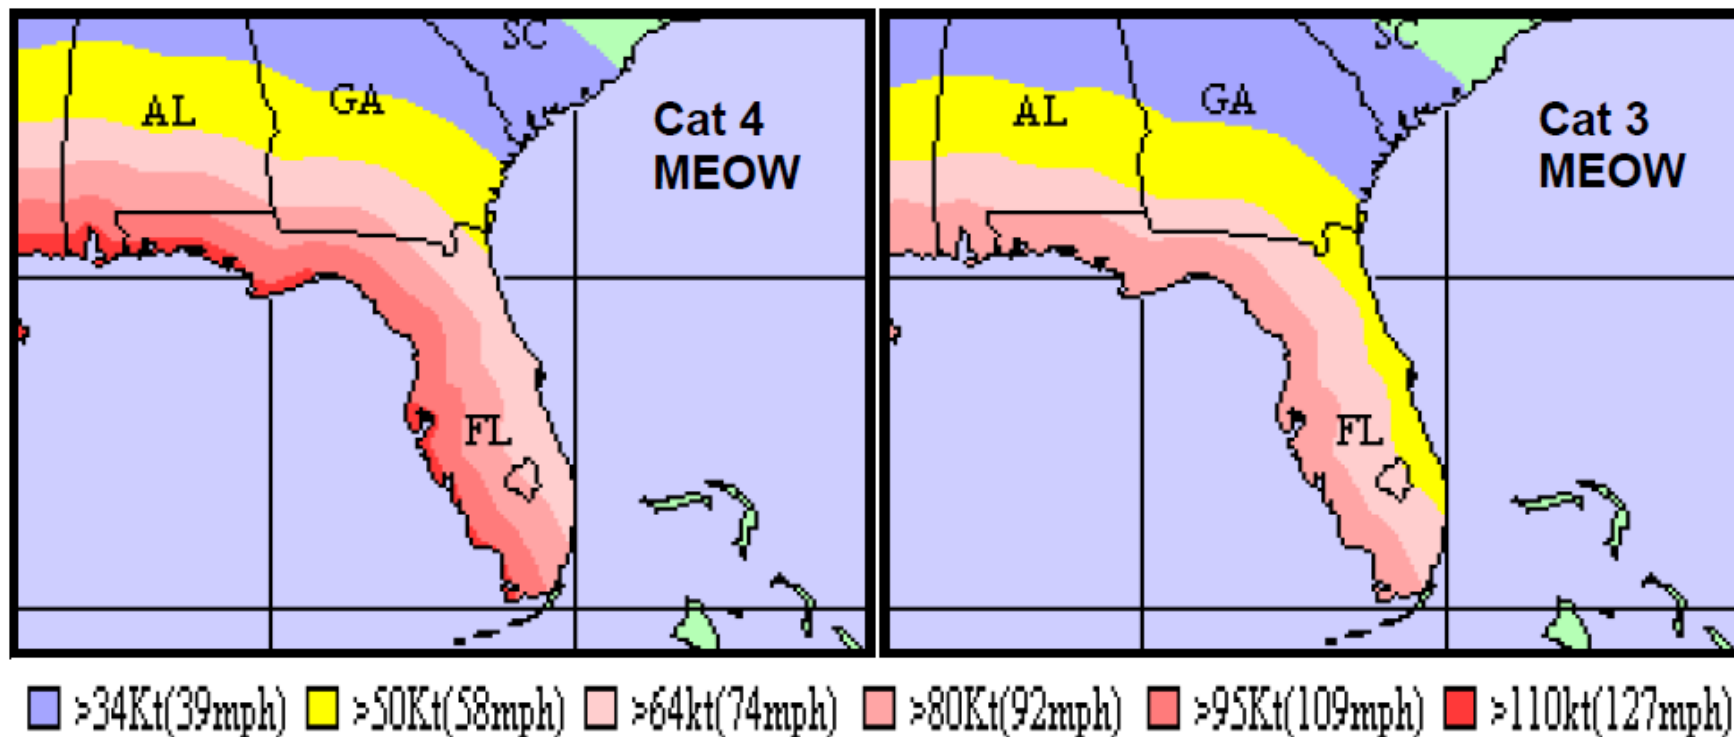 SC
AL
GA
Cat 4
MEOW
FL
SC
AL
GA
Cat 3
MEOW
FL
>34Kt(39mph) >50Kt(58mph) >64kt(74mph) >80Kt(92mph) >95Kt(109mph) >110kt(127mph)